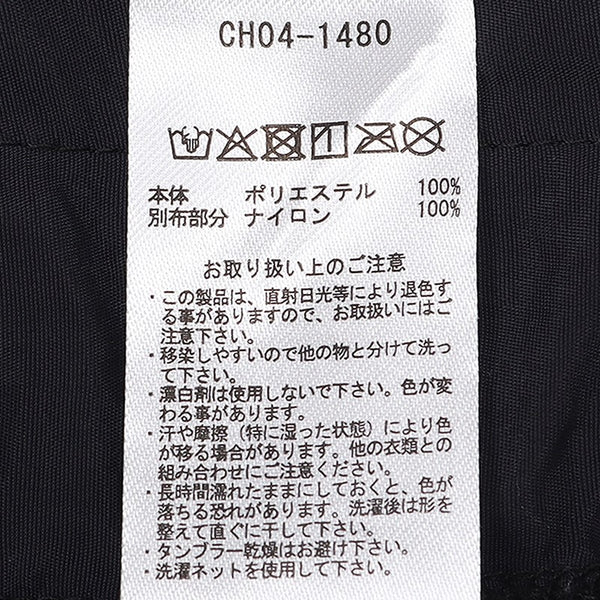 CH04-1480
本体 ポリエステル 100%
別布部分 ナイロン 100%
お取り扱い上のご注意
・この製品は、直射日光等により退色す
る事がありますので、お取扱いにはご
注意下さい。
・移染しやすいので他の物と分けて洗っ
て下さい。
・漂白剤は使用しないで下さい。色が変
わる事があります。
・汗や摩擦（特に湿った状態）により色
が移る場合があります。他の衣類との
組み合わせにご注意ください。
・長時間濡れたままにしておくと、色が
落ちる恐れがあります。洗濯後は形を
整えて直ぐに干して下さい。
・タンブラー乾燥はお避け下さい。
・洗濯ネットを使用して下さい。